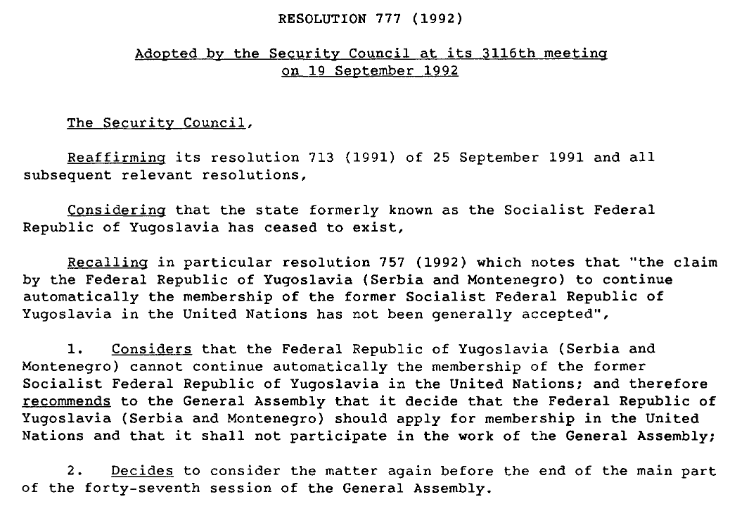 RESOLUTION 777 (1992)
Adopted by the Security Council at its 3116th meeting
on 19 September 1992
The Security Council,
Reaffirming its resolution 713 (1991) of 25 September 1991 and all
subsequent relevant resolutions,
Considering that the state formerly known as the Socialist Federal
Republic of Yugoslavia has ceased to exist,
Recalling in particular resolution 757 (1992) which notes that "the claim
by the Federal Republic of Yugoslavia (Serbia and Montenegro) to continue
automatically the membership of the former Socialist Federal Republic of
Yugoslavia in the United Nations has not been generally accepted",
1. Considers that the Federal Republic of Yugoslavia (Serbia and
Montenegro) cannot continue automatically the membership of the former
Socialist Federal Republic of Yugoslavia in the United Nations; and therefore
recommends to the General Assembly that it decide that the Federal Republic of
Yugoslavia (Serbia and Montenegro) should apply for membership in the United
Nations and that it shall not participate in the work of the General Assembly;
2. Decides to consider the matter again before the end of the main part
of the forty-seventh session of the General Assembly.